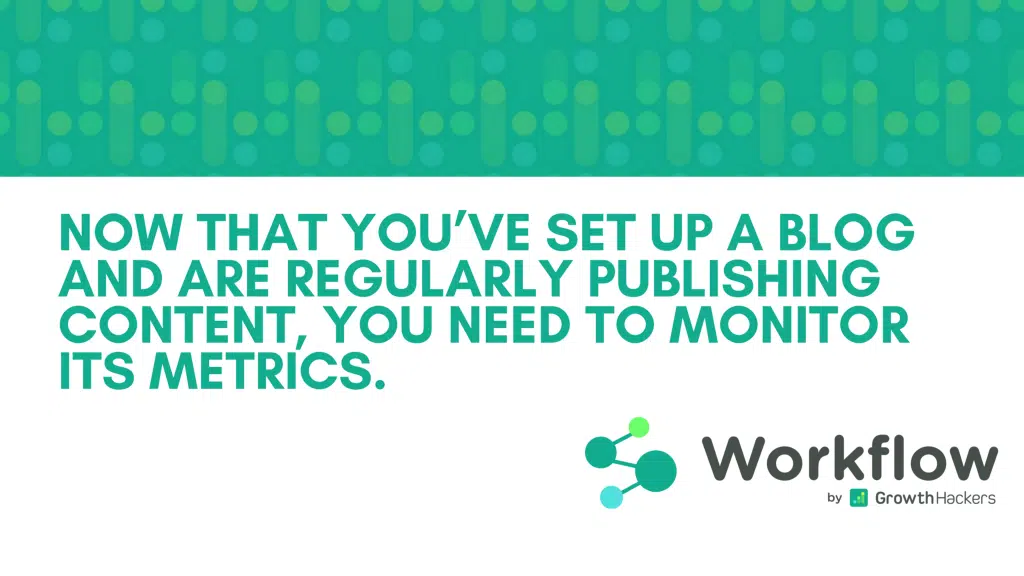 NOW THAT YOU’VE SET UP A BLOG
AND ARE REGULARLY PUBLISHING
CONTENT, YOU NEED TO MONITOR
ITS METRICS.
Workflow
by GrowthHackers